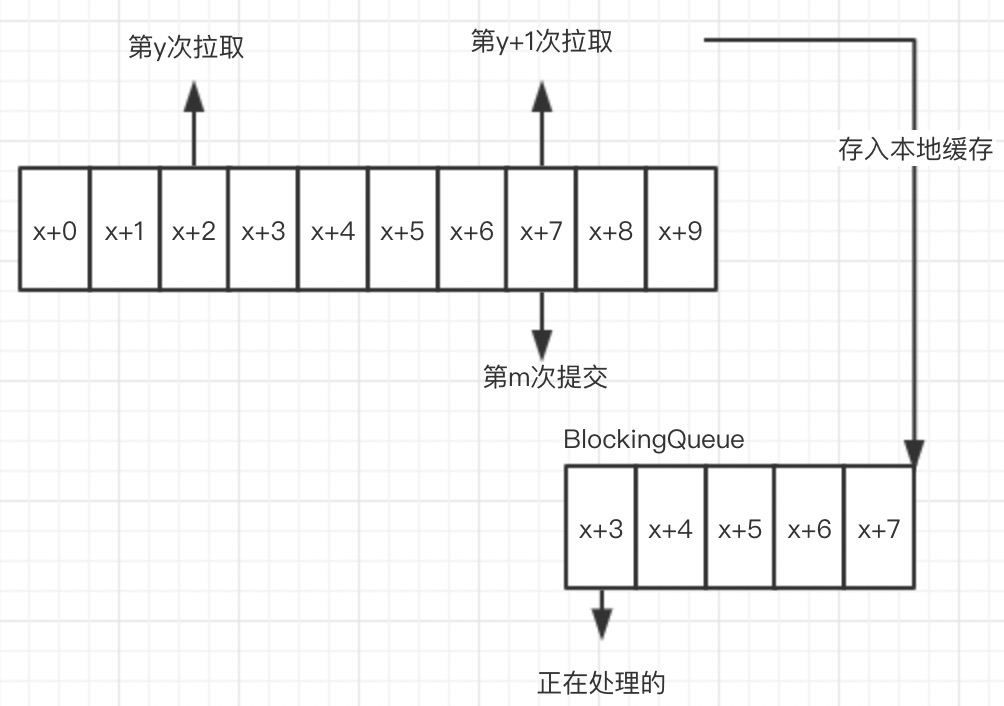 第y次拉取
第y+1次拉取
存入本地缓存
x+0 x+1 x+2 x+3 x+4 x+5 x+6 x+7 x+8 x+9
第m次提交
BlockingQueue
x+3 x+4 x+5 x+6 x+7
正在处理的